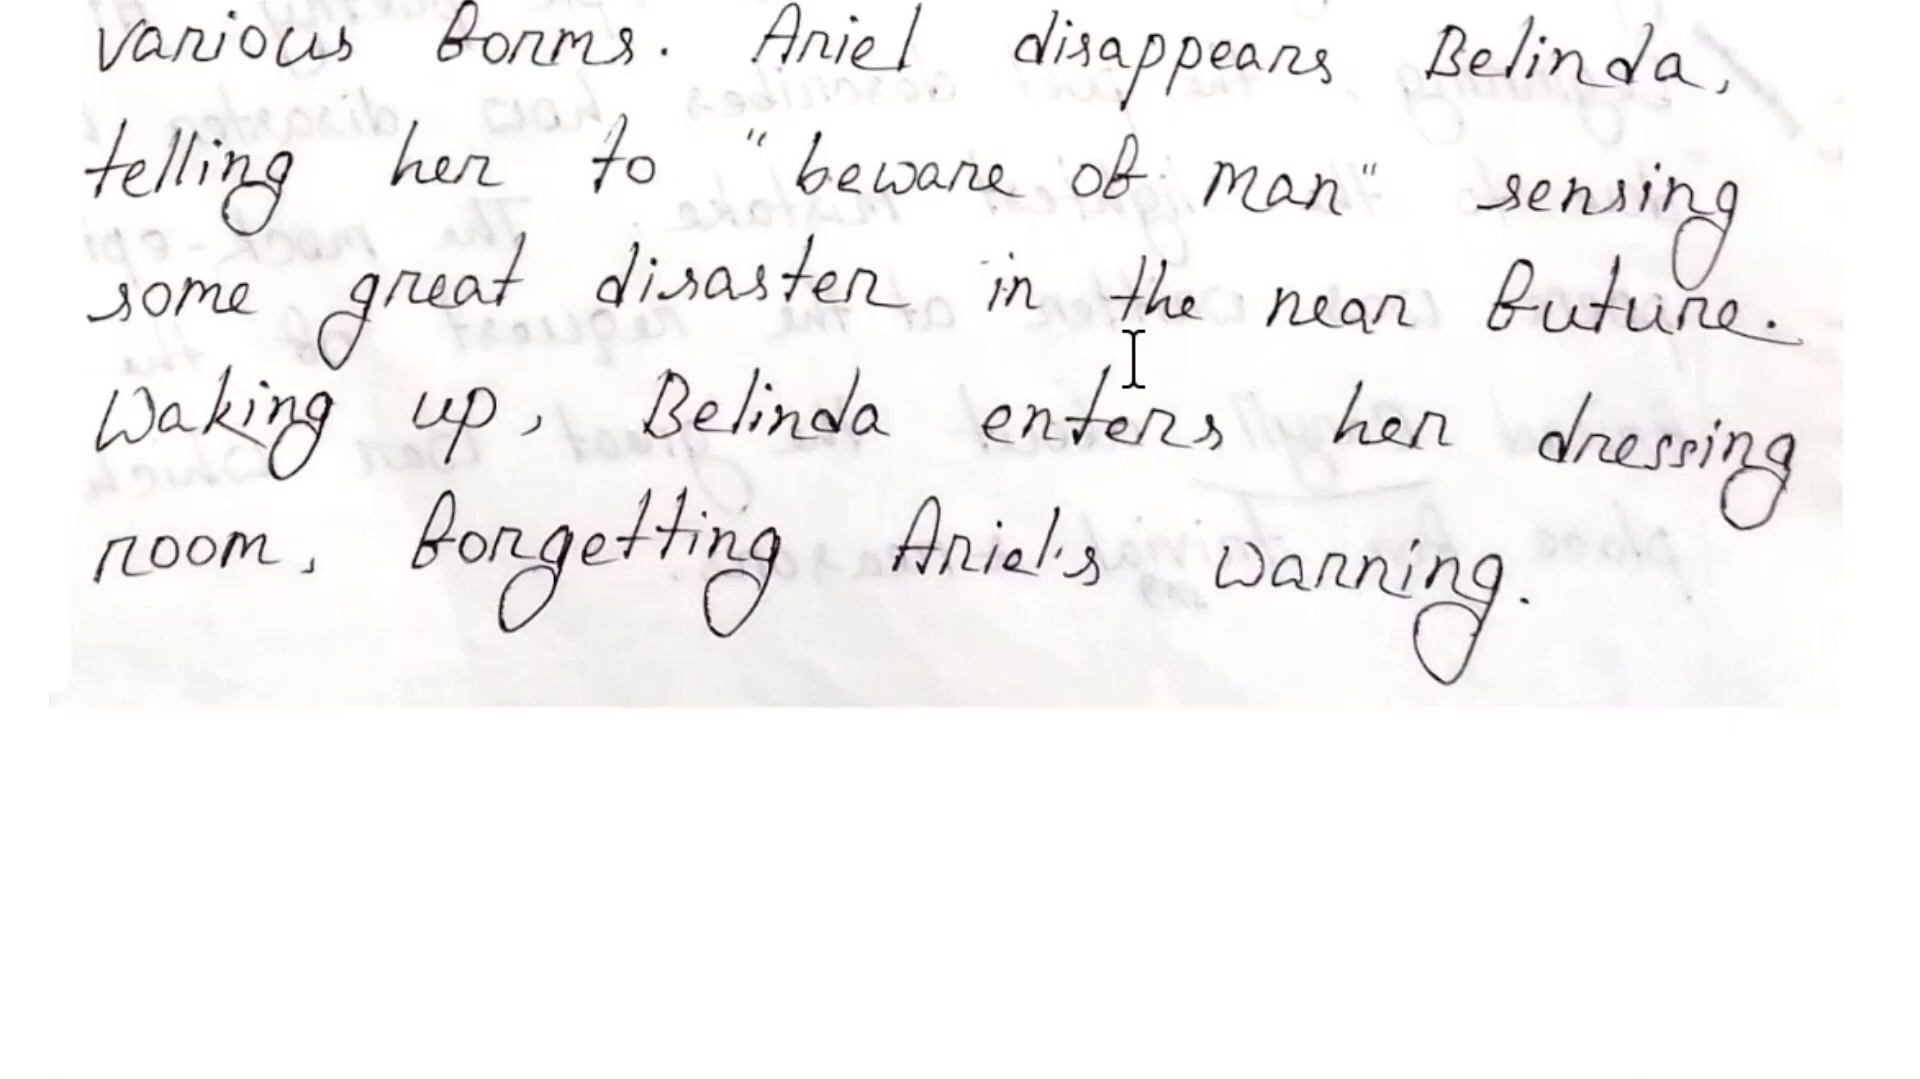 various forms. Ariel disappears Belinda,
telling her to "beware of man" sensing
some great disaster in the near future.
Waking up, Belinda enters her dressing
room, forgetting Ariel's warning.